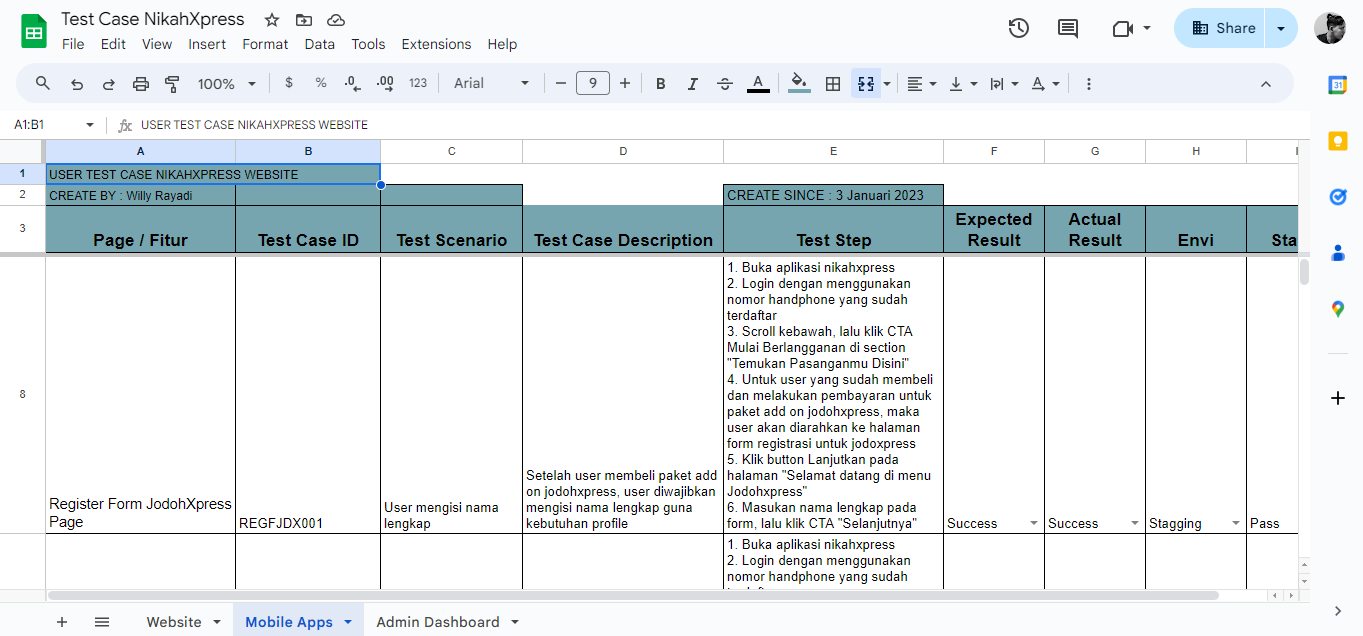 Test Case NikahXpress
File Edit View Insert Format Data Tools Extensions Help
Share
100% $ % .0 .00 123 Arial 9 B I A
A1:B1 fx USER TEST CASE NIKAHXPRESS WEBSITE
A B C D E F G H
1 USER TEST CASE NIKAHXPRESS WEBSITE
2 CREATE BY : Willy Rayadi CREATE SINCE : 3 Januari 2023
3 Page / Fitur Test Case ID Test Scenario Test Case Description Test Step
Expected
Result
Actual
Result
Envi
Sta
8
Register Form JodohXpress
Page
REGFJDX001
User mengisi nama
lengkap
Setelah user membeli paket add
on jodohxpress, user diwajibkan
mengisi nama lengkap guna
kebutuhan profile
1. Buka aplikasi nikahxpress
2. Login dengan menggunakan
nomor handphone yang sudah
terdaftar
3. Scroll kebawah, lalu klik CTA
Mulai Berlangganan di section
"Temukan Pasanganmu Disini"
4. Untuk user yang sudah membeli
dan melakukan pembayaran untuk
paket add on jodohxpress, maka
user akan diarahkan ke halaman
form registrasi untuk jodoxpress
5. Klik button Lanjutkan pada
halaman "Selamat datang di menu
Jodohxpress"
6. Masukan nama lengkap pada
form, lalu klik CTA "Selanjutnya"
Success
Success
Stagging
Pass
1. Buka aplikasi nikahxpress
2. Login dengan menggunakan
nomor handphone yang sudah
Website Mobile Apps Admin Dashboard
31